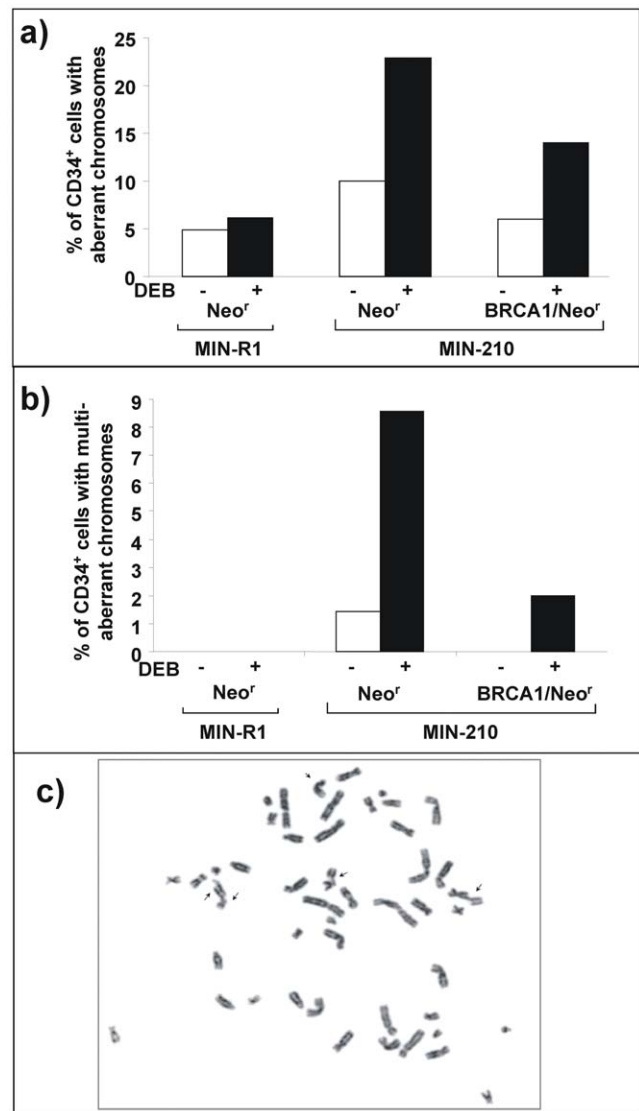 a)
% of CD34⁺ cells with
aberrant chromosomes
25
20
15
10
5
0
DEB - + - + - +
Neoʳ Neoʳ BRCA1/Neoʳ
MIN-R1 MIN-210
b)
% of CD34⁺ cells with multi-
aberrant chromosomes
9
8
7
6
5
4
3
2
1
0
DEB - + - + - +
Neoʳ Neoʳ BRCA1/Neoʳ
MIN-R1 MIN-210
c)